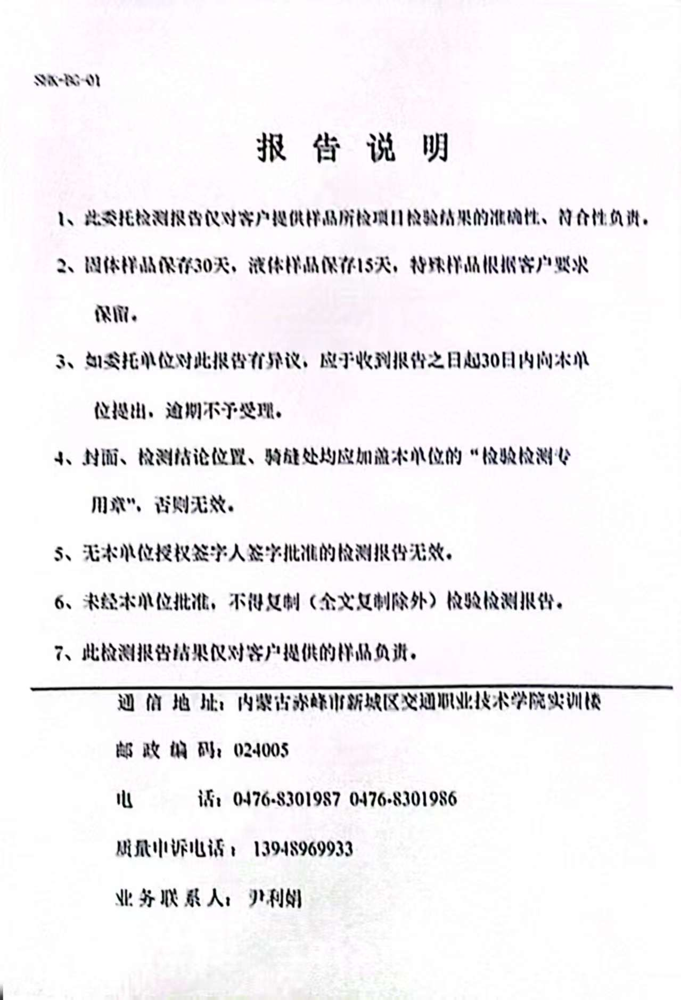 报告说明
1、此委托检测报告仅对客户提供样品所检项目检验结果的准确性、符合性负责。
2、固体样品保存30天，液体样品保存15天，特殊样品根据客户要求
保留。
3、如委托单位对此报告有异议，应于收到报告之日起30日内向本单
位提出，逾期不予受理。
4、封面、检测结论位置、骑缝处均应加盖本单位的“检验检测专
用章”，否则无效。
5、无本单位授权签字人签字批准的检测报告无效。
6、未经本单位批准，不得复制（全文复制除外）检验检测报告。
7、此检测报告结果仅对客户提供的样品负责。
通信地址：内蒙古赤峰市新城区交通职业技术学院实训楼
邮政编码：024005
电话：0476-8301987 0476-8301986
质量申诉电话：13948969933
业务联系人：尹利娟